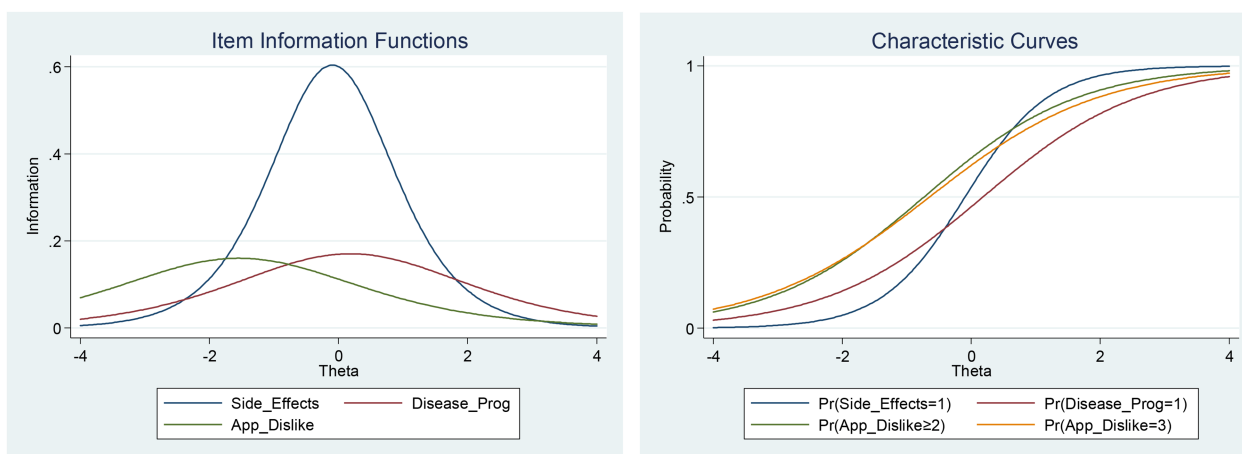 Item Information Functions
Information
.6
.4
.2
0
-4 -2 0 2 4
Theta
Side_Effects Disease_Prog
App_Dislike
Characteristic Curves
Probability
1
.5
0
-4 -2 0 2 4
Theta
Pr(Side_Effects=1) Pr(Disease_Prog=1)
Pr(App_Dislike≥2) Pr(App_Dislike=3)